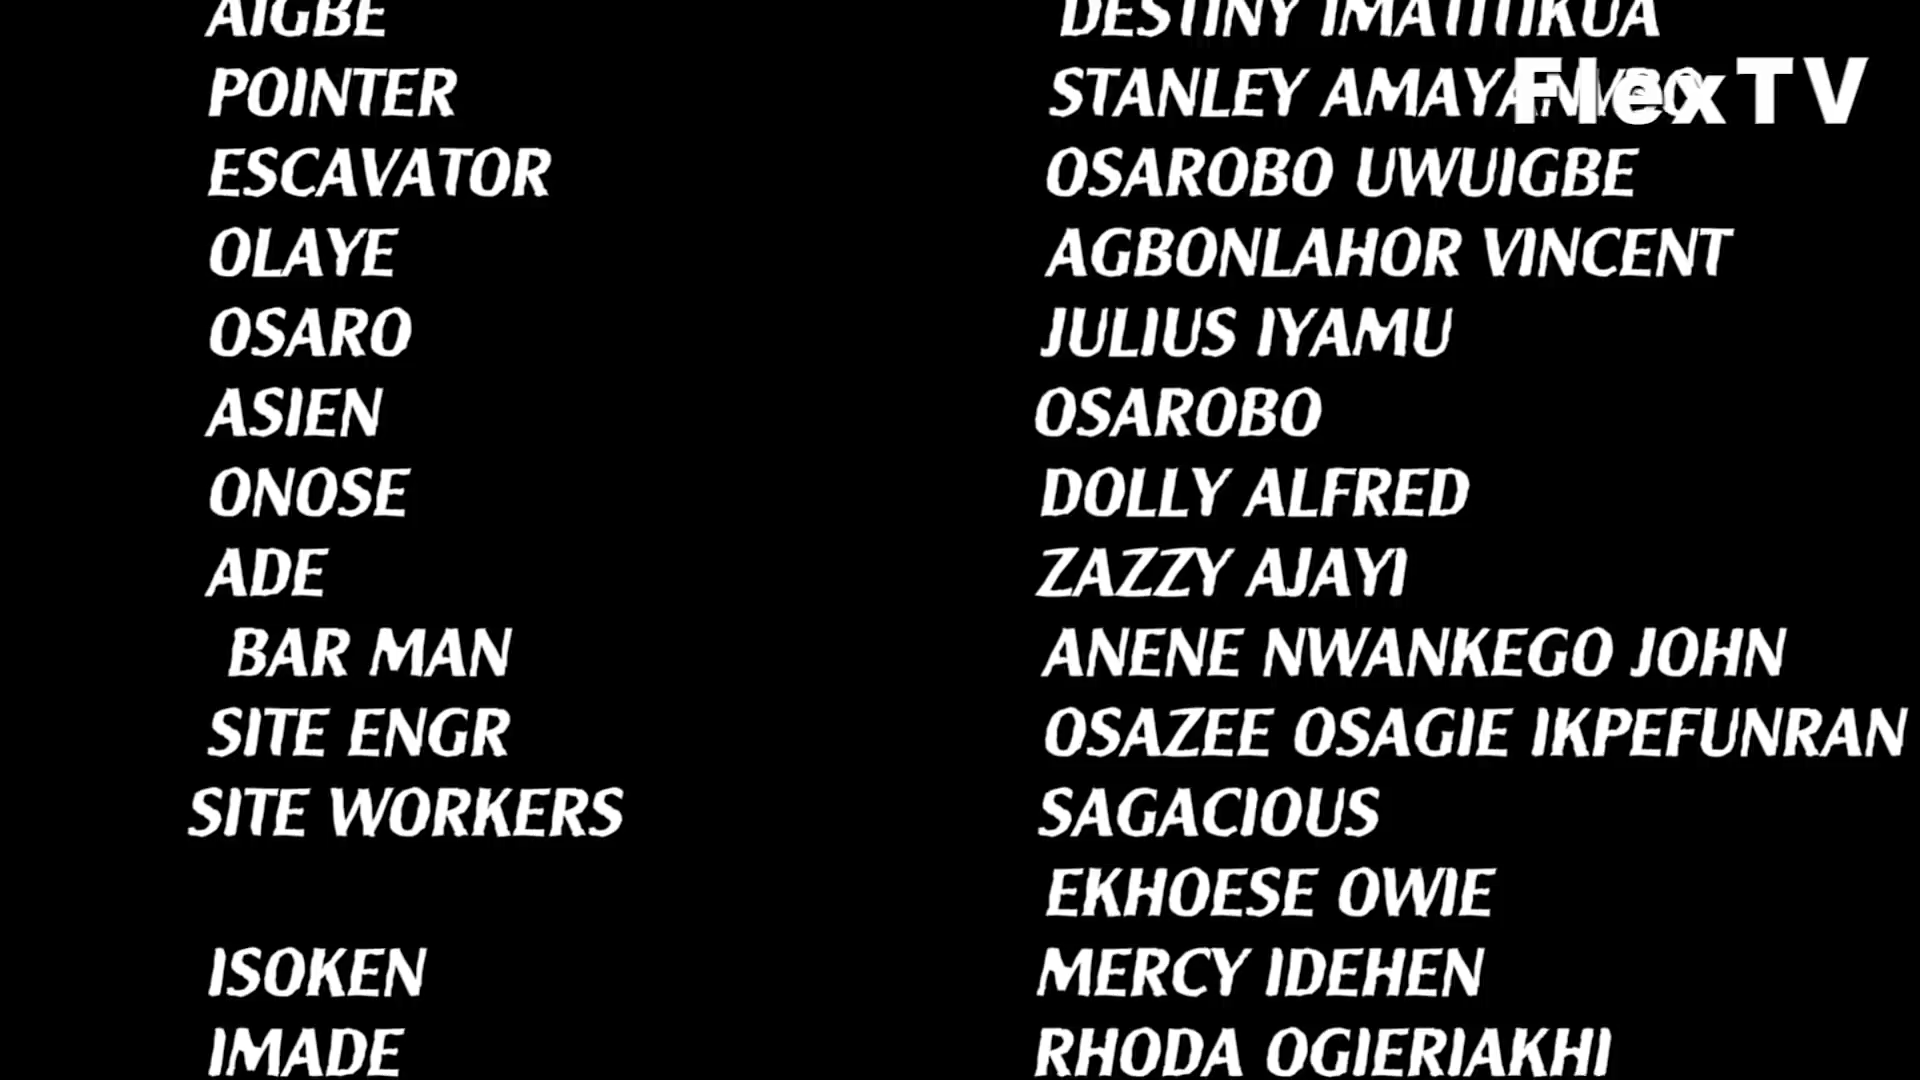 AIGBE DESTINY
POINTER STANLEY
FlexTV
ESCAVATOR OSAROBO UWUIGBE
OLAYE AGBONLAHOR VINCENT
OSARO JULIUS IYAMU
ASIEN OSAROBO
ONOSE DOLLY ALFRED
ADE ZAZZY AJAYI
BAR MAN ANENE NWANKEGO JOHN
SITE ENGR OSAZEE OSAGIE IKPEFUNRAN
SITE WORKERS SAGACIOUS
EKHOESE OWIE
ISOKEN MERCY IDEHEN
IMADE RHODA OGIERIAKHI